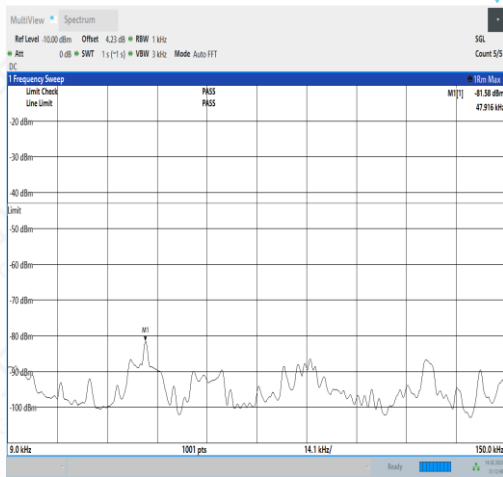 MultiView Spectrum
Ref Level -10.00 dBm Offset 4.23 dB RBW 1 kHz SGL
Att 0 dB SWT 1 s (~1 s) VBW 3 kHz Mode Auto FFT Count 5/5
DC
1 Frequency Sweep 1Rm Max
Limit Check PASS M1[1] -81.58 dBm
Line Limit PASS 47.916 kHz
-20 dBm
-30 dBm
-40 dBm
Limit
-50 dBm
-60 dBm
-70 dBm
-80 dBm
M1
-90 dBm
-100 dBm
9.0 kHz 1001 pts 14.1 kHz/ 150.0 kHz
Ready